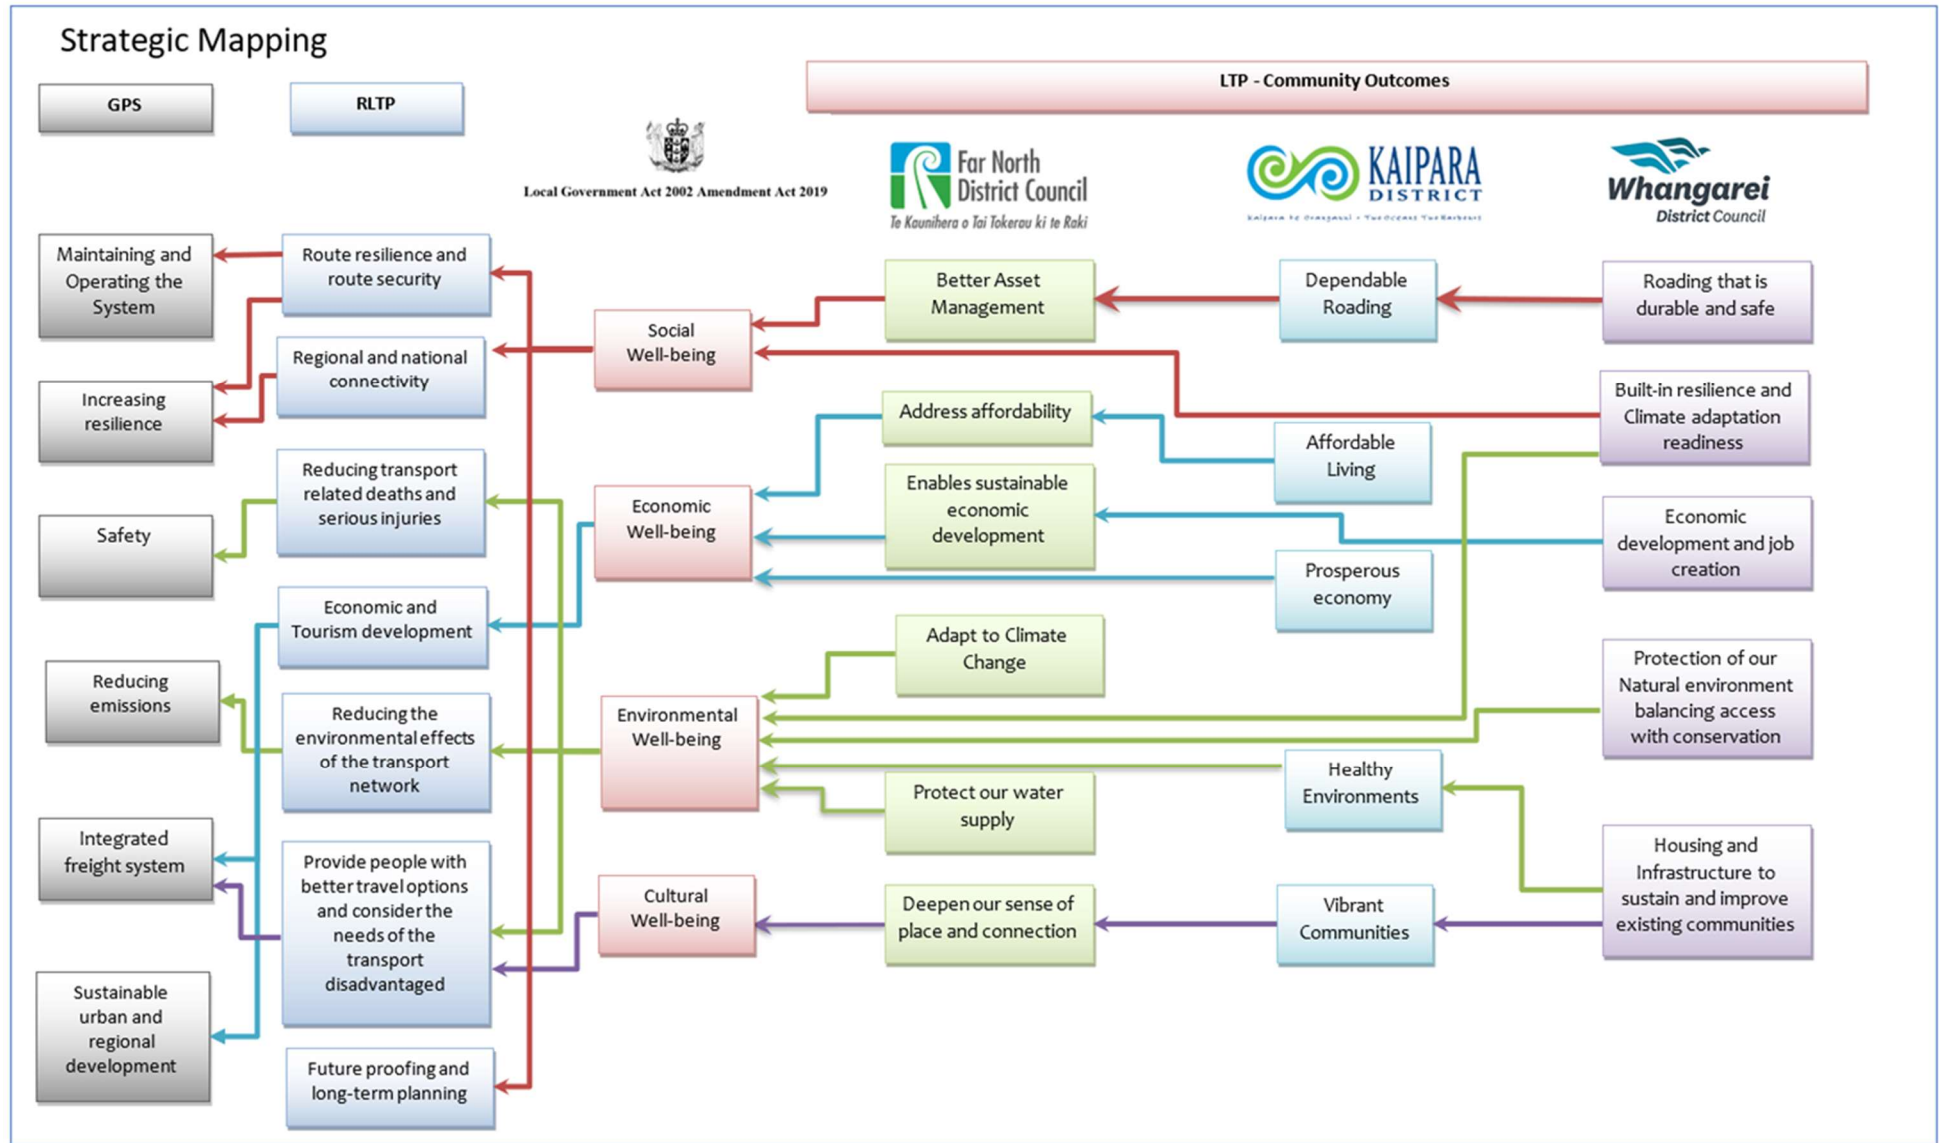 Strategic Mapping
GPS
RLTP
LTP - Community Outcomes
Local Government Act 2002 Amendment Act 2019
Far North
District Council
Te Kaunihera o Tai Tokerau ki te Raki
KAIPARA
DISTRICT
Kaipara te Oranganui • Two Oceans Two Harbours
Whangarei
District Council
Maintaining and
Operating the
System
Increasing
resilience
Safety
Reducing
emissions
Integrated
freight system
Sustainable
urban and
regional
development
Route resilience and
route security
Regional and national
connectivity
Reducing transport
related deaths and
serious injuries
Economic and
Tourism development
Reducing the
environmental effects
of the transport
network
Provide people with
better travel options
and consider the
needs of the
transport
disadvantaged
Future proofing and
long-term planning
Social
Well-being
Economic
Well-being
Environmental
Well-being
Cultural
Well-being
Better Asset
Management
Address affordability
Enables sustainable
economic
development
Adapt to Climate
Change
Protect our water
supply
Deepen our sense of
place and connection
Dependable
Roading
Affordable
Living
Prosperous
economy
Healthy
Environments
Vibrant
Communities
Roading that is
durable and safe
Built-in resilience and
Climate adaptation
readiness
Economic
development and job
creation
Protection of our
Natural environment
balancing access
with conservation
Housing and
Infrastructure to
sustain and improve
existing communities